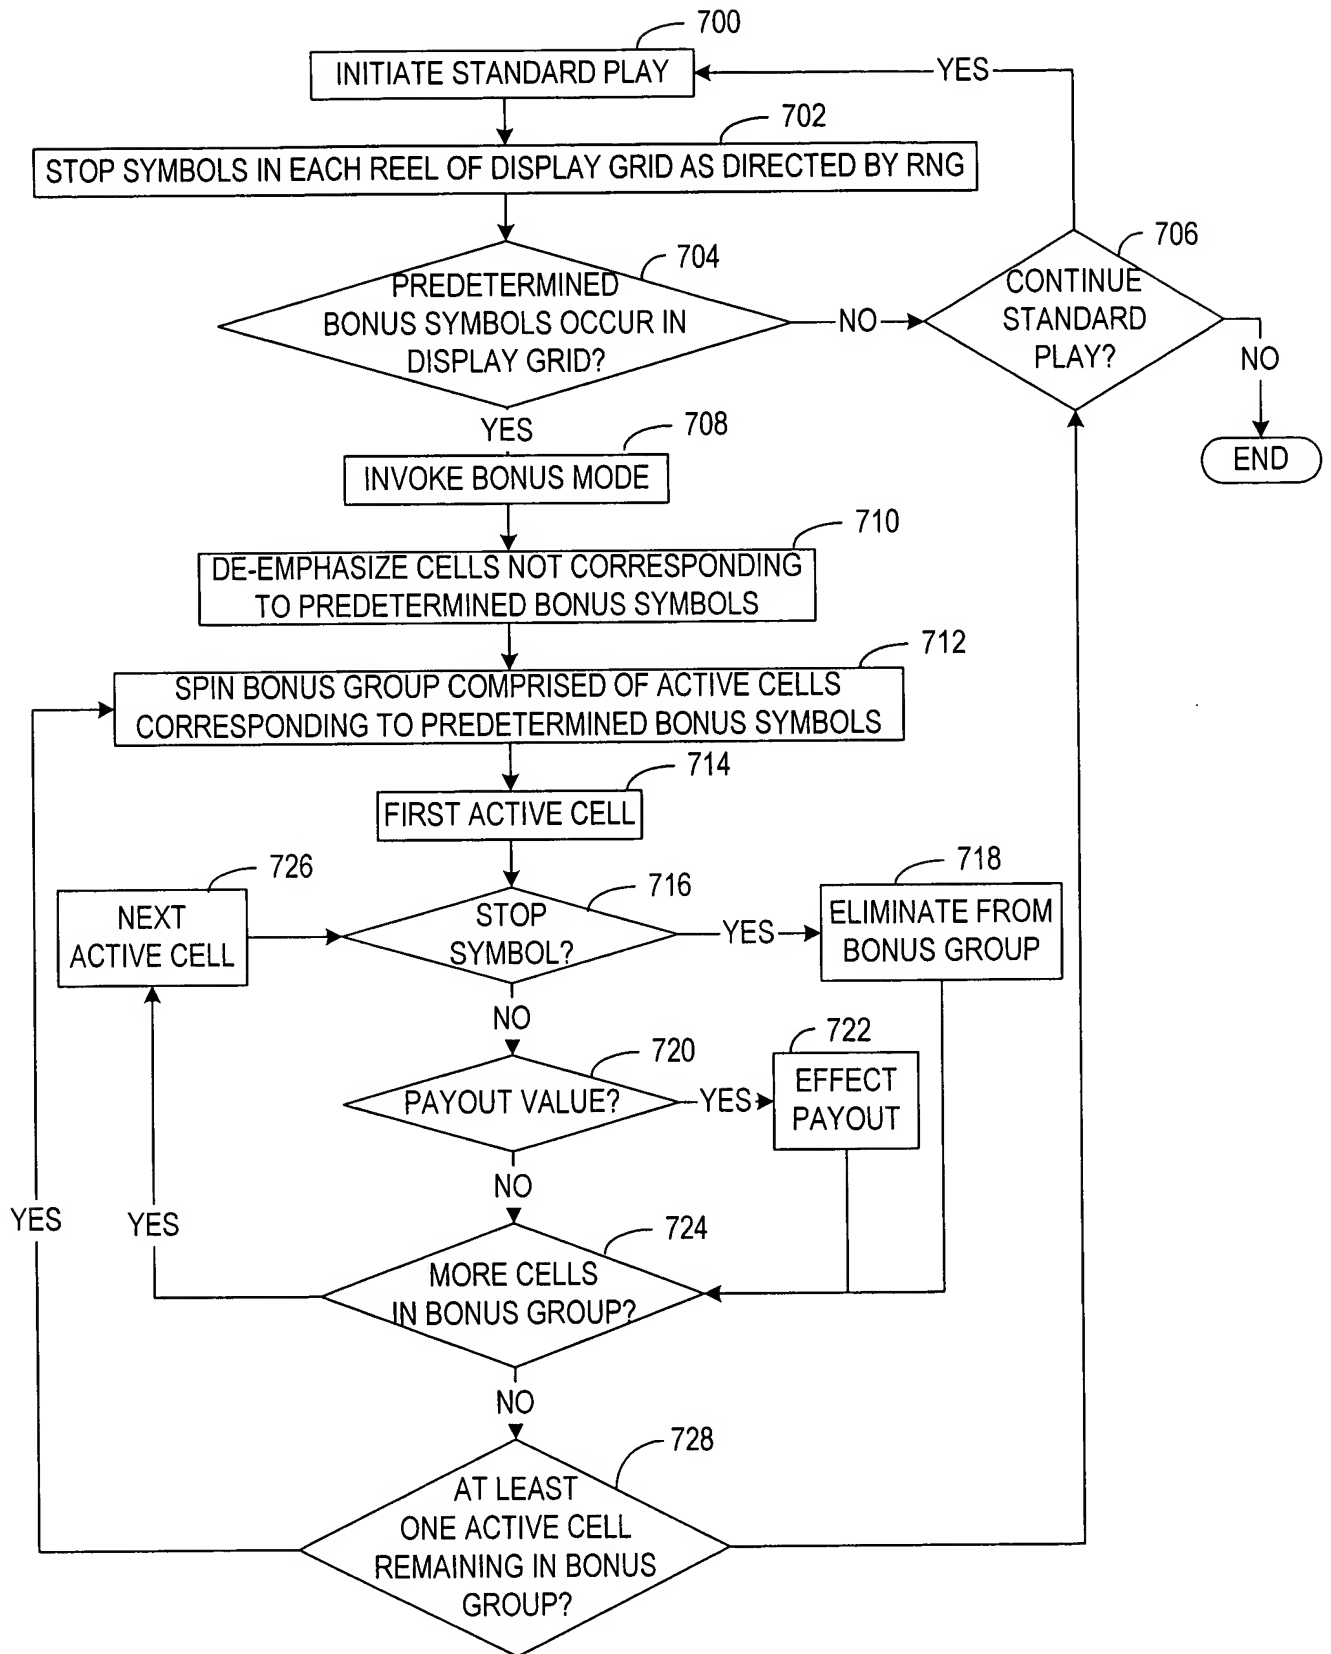 700
INITIATE STANDARD PLAY
YES
702
STOP SYMBOLS IN EACH REEL OF DISPLAY GRID AS DIRECTED BY RNG
704
PREDETERMINED
BONUS SYMBOLS OCCUR IN
DISPLAY GRID?
NO
706
CONTINUE
STANDARD
PLAY?
NO
END
YES
708
INVOKE BONUS MODE
710
DE-EMPHASIZE CELLS NOT CORRESPONDING
TO PREDETERMINED BONUS SYMBOLS
712
SPIN BONUS GROUP COMPRISED OF ACTIVE CELLS
CORRESPONDING TO PREDETERMINED BONUS SYMBOLS
714
FIRST ACTIVE CELL
726
NEXT
ACTIVE CELL
716
STOP
SYMBOL?
YES
718
ELIMINATE FROM
BONUS GROUP
NO
720
PAYOUT VALUE?
YES
722
EFFECT
PAYOUT
NO
YES
YES
724
MORE CELLS
IN BONUS GROUP?
NO
728
AT LEAST
ONE ACTIVE CELL
REMAINING IN BONUS
GROUP?